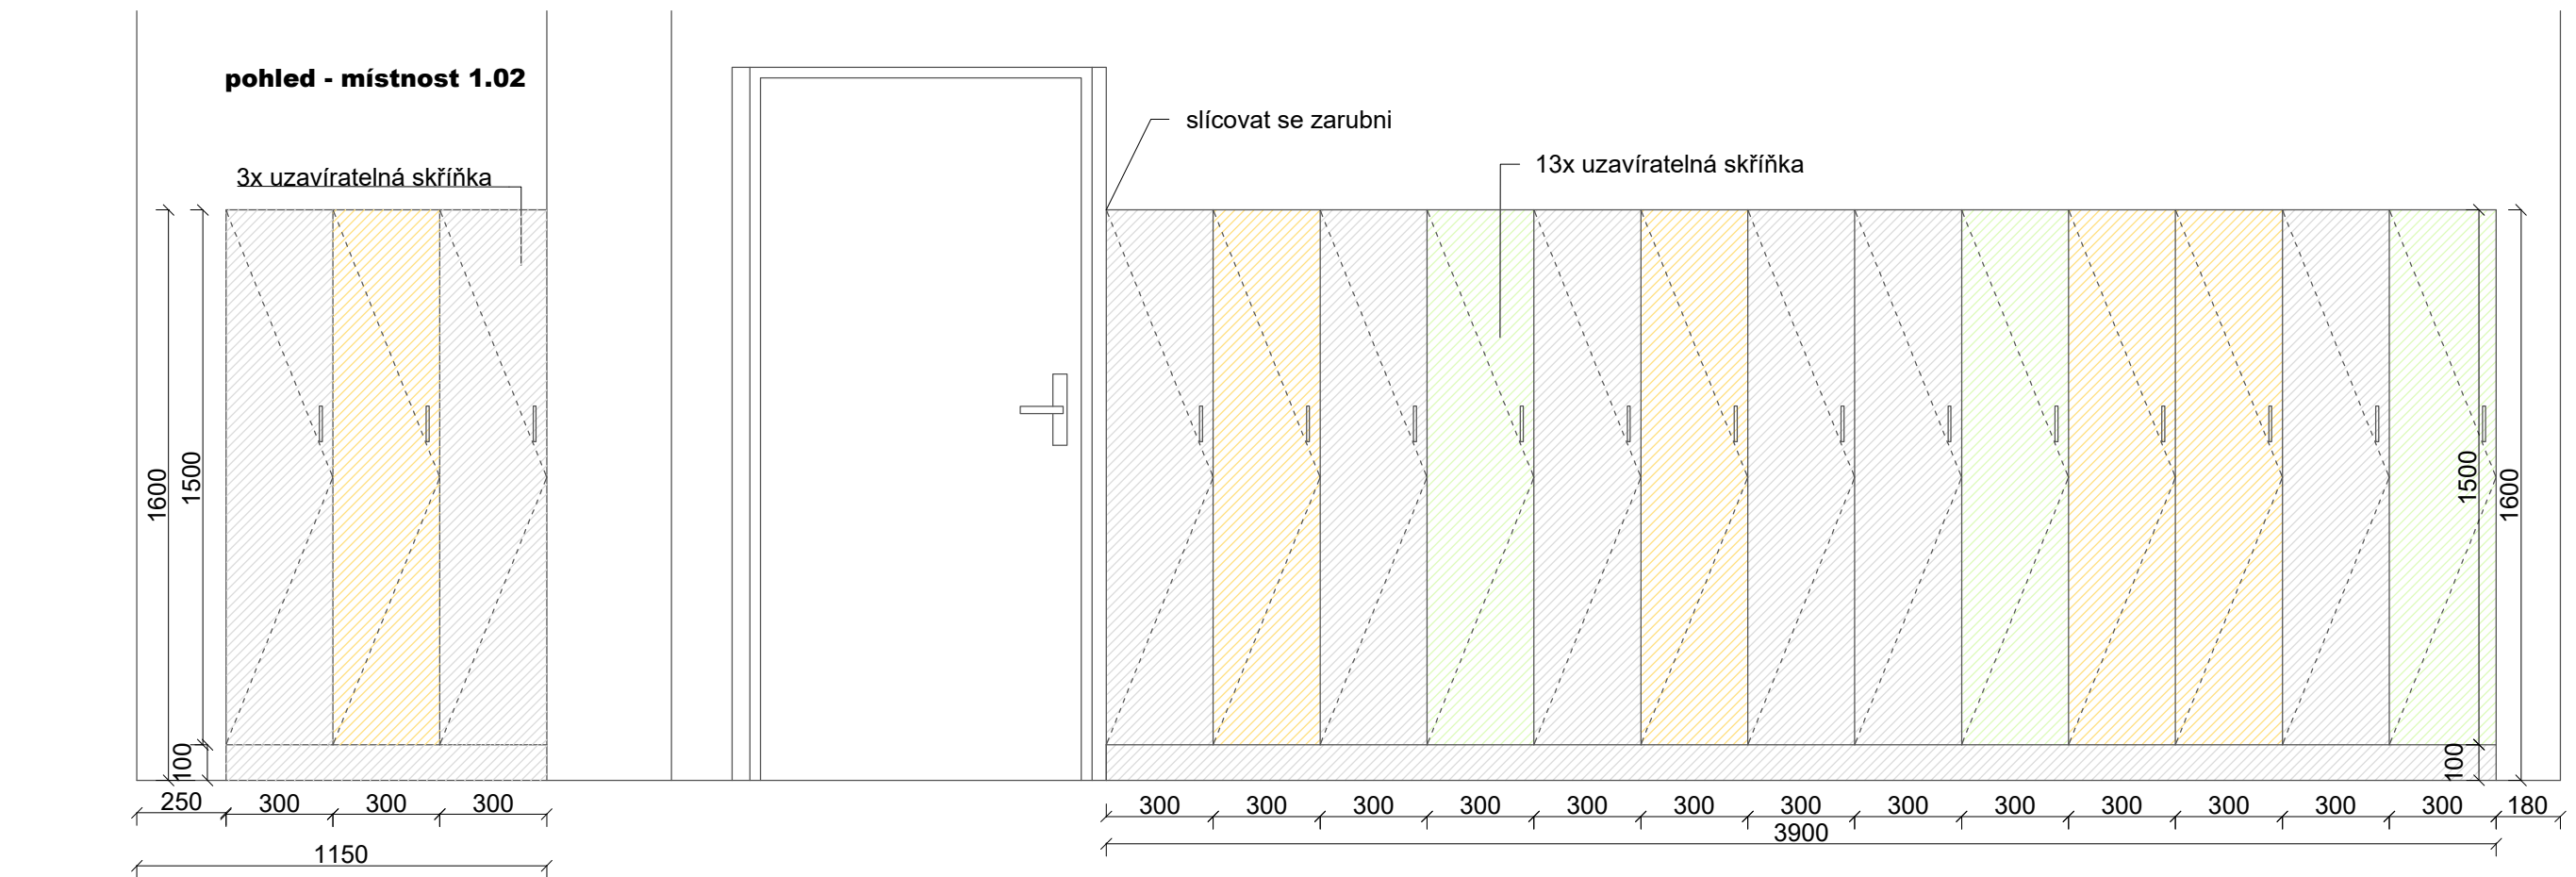 pohled - místnost 1.02
slícovat se zarubni
13x uzavíratelná skříňka
3x uzavíratelná skříňka
1600
1500
100
1500
1600
100
250 300 300 300
300 300 300 300 300 300 300 300 300 300 300 300 300 180
3900
1150